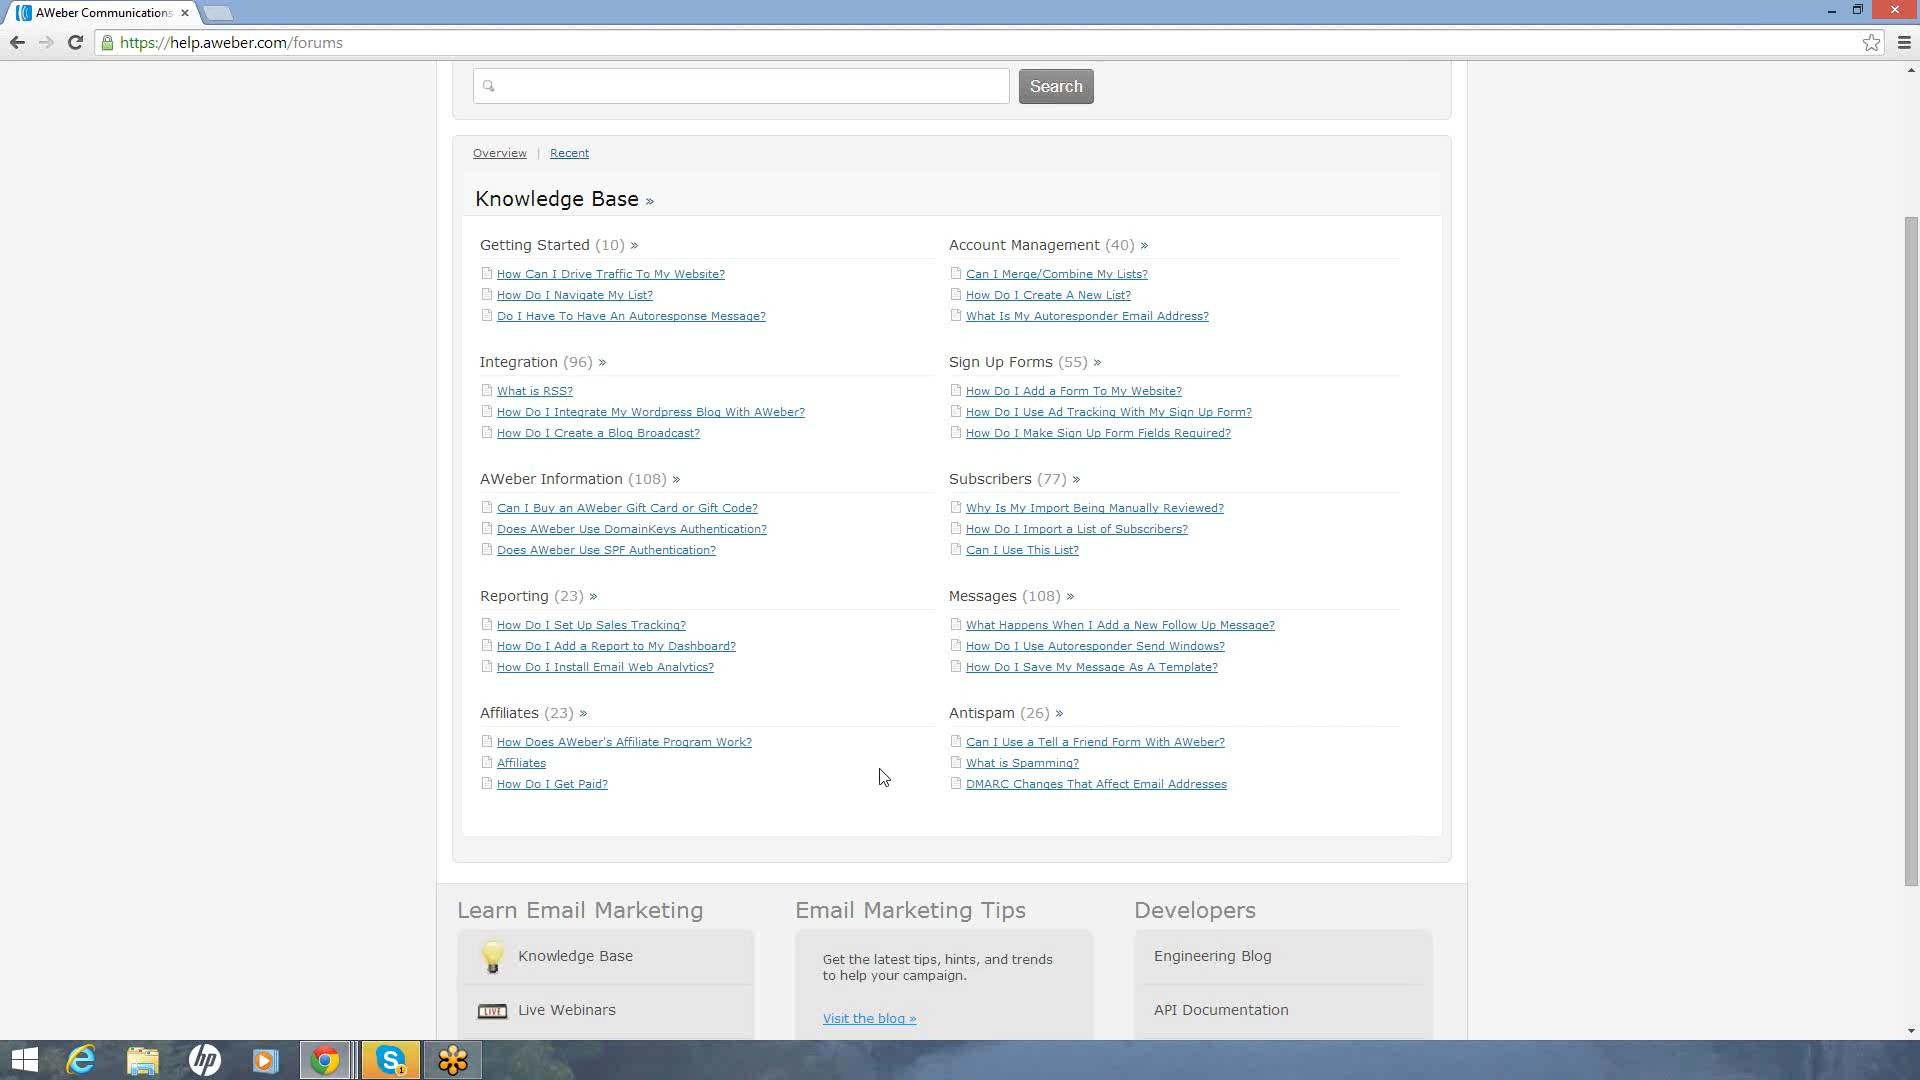 AWeber Communications
https://help.aweber.com/forums
Search
Overview | Recent
Knowledge Base »
Getting Started (10) »
How Can I Drive Traffic To My Website?
How Do I Navigate My List?
Do I Have To Have An Autoresponse Message?
Account Management (40) »
Can I Merge/Combine My Lists?
How Do I Create A New List?
What Is My Autoresponder Email Address?
Integration (96) »
What is RSS?
How Do I Integrate My Wordpress Blog With AWeber?
How Do I Create a Blog Broadcast?
Sign Up Forms (55) »
How Do I Add a Form To My Website?
How Do I Use Ad Tracking With My Sign Up Form?
How Do I Make Sign Up Form Fields Required?
AWeber Information (108) »
Can I Buy an AWeber Gift Card or Gift Code?
Does AWeber Use DomainKeys Authentication?
Does AWeber Use SPF Authentication?
Subscribers (77) »
Why Is My Import Being Manually Reviewed?
How Do I Import a List of Subscribers?
Can I Use This List?
Reporting (23) »
How Do I Set Up Sales Tracking?
How Do I Add a Report to My Dashboard?
How Do I Install Email Web Analytics?
Messages (108) »
What Happens When I Add a New Follow Up Message?
How Do I Use Autoresponder Send Windows?
How Do I Save My Message As A Template?
Affiliates (23) »
How Does AWeber's Affiliate Program Work?
Affiliates
How Do I Get Paid?
Antispam (26) »
Can I Use a Tell a Friend Form With AWeber?
What is Spamming?
DMARC Changes That Affect Email Addresses
Learn Email Marketing
Knowledge Base
LIVE Live Webinars
Email Marketing Tips
Get the latest tips, hints, and trends
to help your campaign.
Visit the blog »
Developers
Engineering Blog
API Documentation
hp
S
1